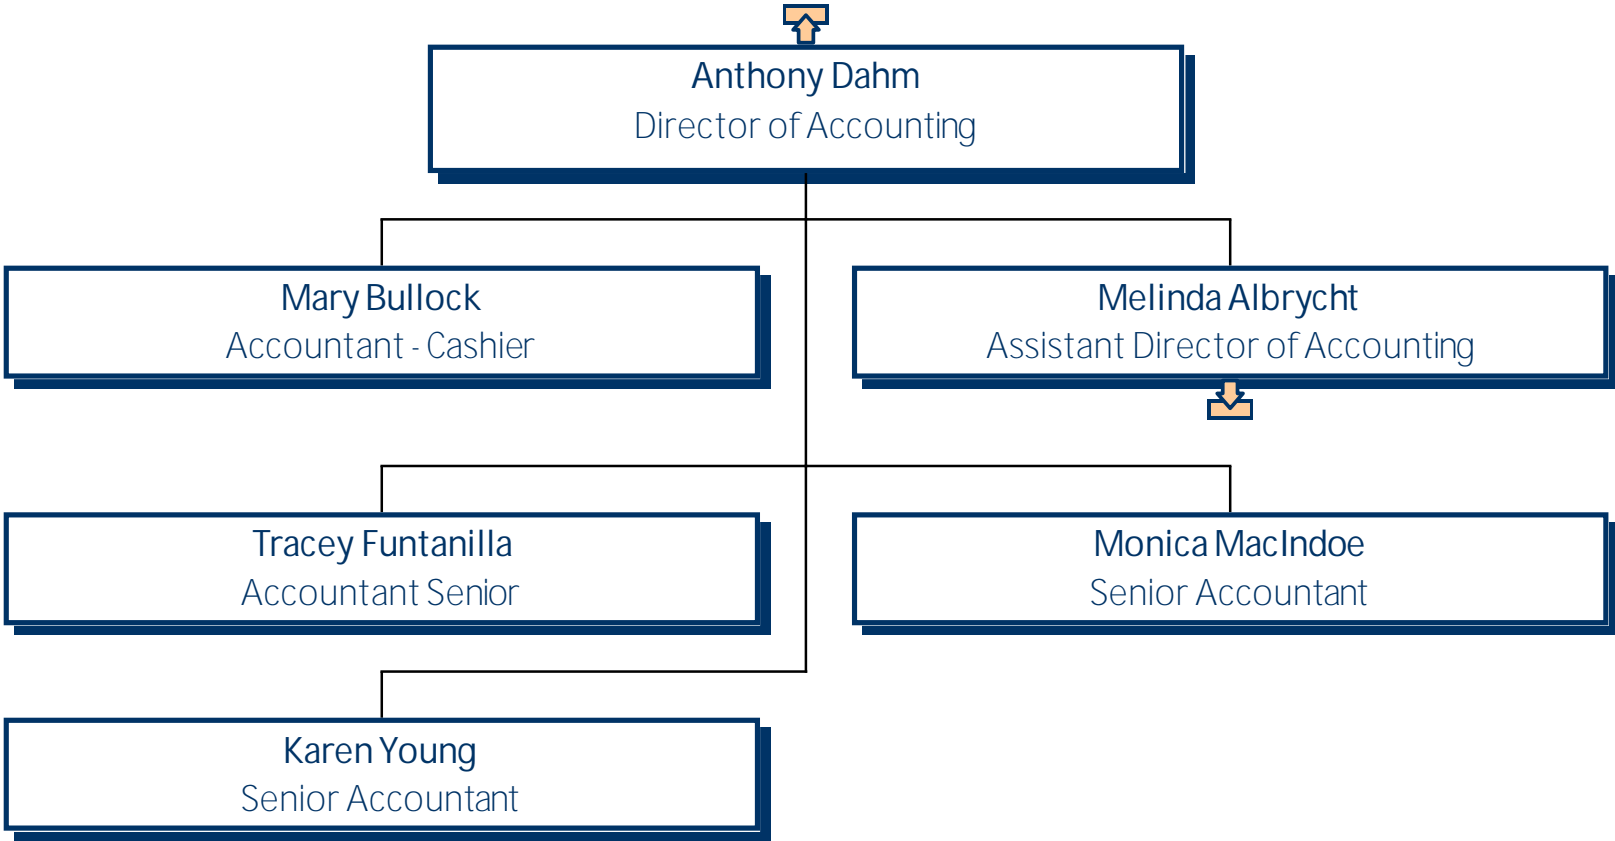 Anthony Dahm
Director of Accounting
Mary Bullock
Accountant - Cashier
Melinda Albrycht
Assistant Director of Accounting
Tracey Funtanilla
Accountant Senior
Monica MacIndoe
Senior Accountant
Karen Young
Senior Accountant